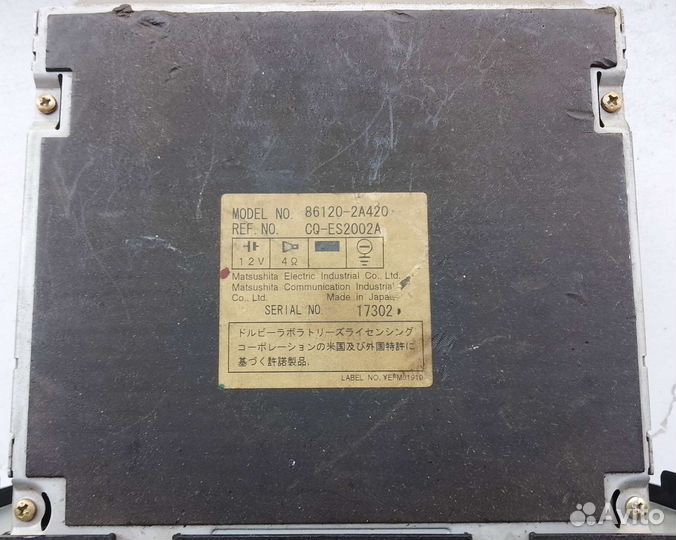 MODEL NO. 86120-2A420
REF. NO. CQ-ES2002A
12V 4Ω
Matsushita Electric Industrial Co., Ltd.
Matsushita Communication Industrial
Co., Ltd. Made in Japan
SERIAL NO. 17302
ドルビーラボラトリーズライセンシング
コーポレーションの米国及び外国特許に
基づく許諾製品.
LABEL NO.
Avito